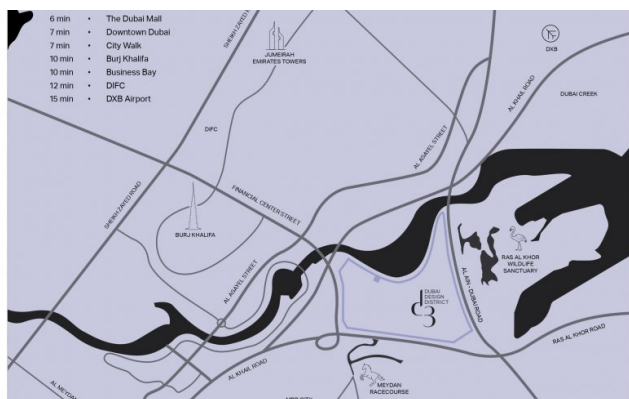 6 min • The Dubai Mall
7 min • Downtown Dubai
7 min • City Walk
10 min • Burj Khalifa
10 min • Business Bay
12 min • DIFC
15 min • DXB Airport
SHEIKH ZAYED ROAD
JUMEIRAH
EMIRATES TOWERS
DXB
AL KHAIL ROAD
DUBAI CREEK
DIFC
AL ASAYEL STREET
SHEIKH ZAYED ROAD
FINANCIAL CENTER STREET
BURJ KHALIFA
RAS AL KHOR
WILDLIFE
SANCTUARY
AL ASAYEL STREET
AL AIN - DUBAI ROAD
DUBAI
DESIGN
DISTRICT
d3
RAS AL KHOR ROAD
AL KHAIL ROAD
AL MEYDAN
MEYDAN
RACECOURSE